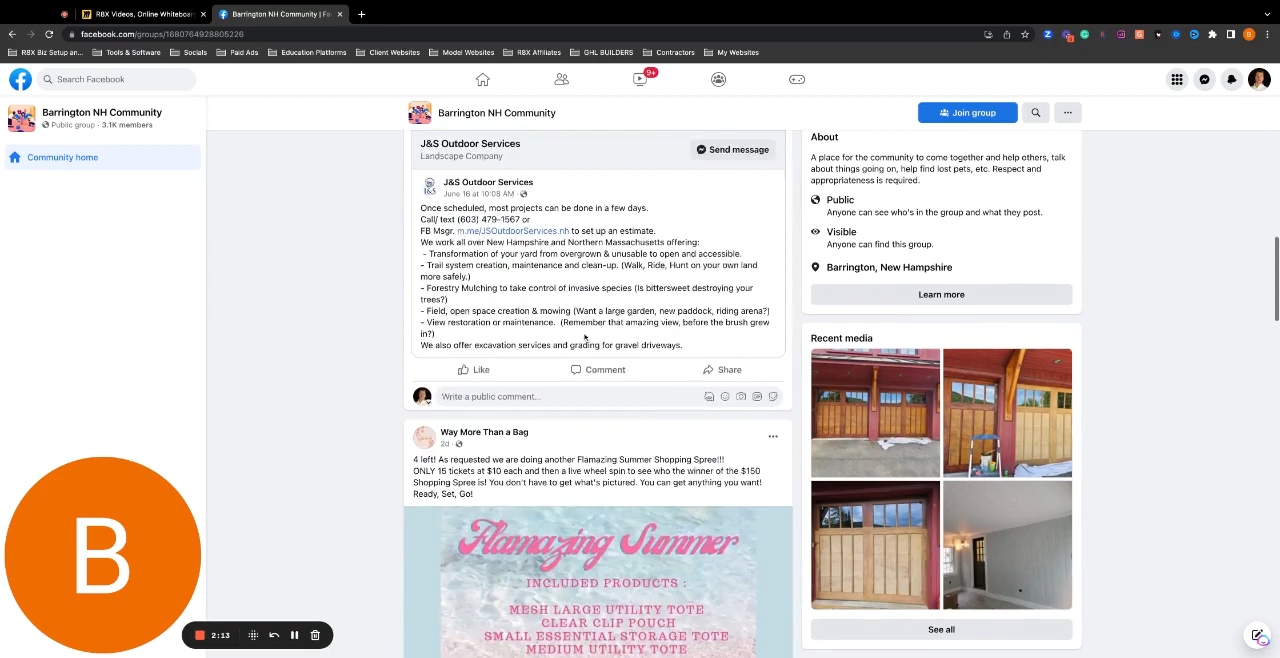 R8X Videos, Online Whiteboar
Barrington NH Community | Fa
facebook.com/groups/1680764928805226
R8X Biz Setup an...
Tools & Software
Socials
Paid Ads
Education Platforms
Client Websites
Model Websites
R8X Affiliates
GHL BUILDERS
Contractors
My Websites
Search Facebook
9+
Barrington NH Community
Public group · 3.1K members
Community home
Barrington NH Community
Join group
J&S Outdoor Services
Landscape Company
Send message
J&S Outdoor Services
June 16 at 10:08 AM ·
Once scheduled, most projects can be done in a few days.
Call/ text (603) 479-1567 or
FB Msgr. m.me/JSOutdoorServices.nh to set up an estimate.
We work all over New Hampshire and Northern Massachusetts offering:
- Transformation of your yard from overgrown & unusable to open and accessible.
- Trail system creation, maintenance and clean-up. (Walk, Ride, Hunt on your own land
more safely.)
- Forestry Mulching to take control of invasive species (Is bittersweet destroying your
trees?)
- Field, open space creation & mowing (Want a large garden, new paddock, riding arena?)
- View restoration or maintenance. (Remember that amazing view, before the brush grew
in?)
We also offer excavation services and grading for gravel driveways.
Like
Comment
Share
Write a public comment...
Way More Than a Bag
2d ·
4 left! As requested we are doing another Flamazing Summer Shopping Spree!!!
ONLY 15 tickets at $10 each and then a live wheel spin to see who the winner of the $150
Shopping Spree is! You don't have to get what's pictured. You can get anything you want!
Ready, Set, Go!
Flamazing Summer
INCLUDED PRODUCTS :
MESH LARGE UTILITY TOTE
CLEAR CLIP POUCH
SMALL ESSENTIAL STORAGE TOTE
MEDIUM UTILITY TOTE
About
A place for the community to come together and help others, talk
about things going on, help find lost pets, etc. Respect and
appropriateness is required.
Public
Anyone can see who's in the group and what they post.
Visible
Anyone can find this group.
Barrington, New Hampshire
Learn more
Recent media
See all
B
2:13